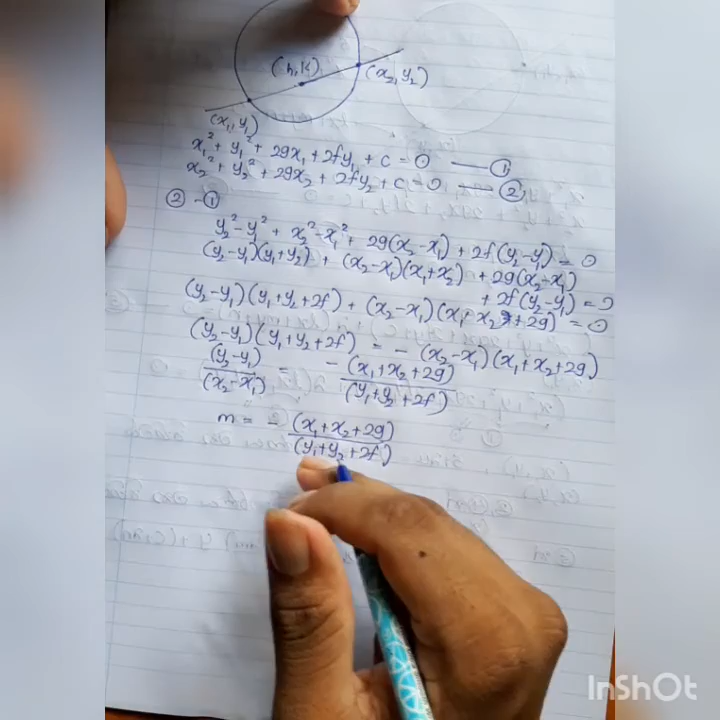 (h,k)
(x₂, y₂)
(x₁, y₁)
x₁² + y₁² + 2gx₁ + 2fy₁ + c = 0 — ①
x₂² + y₂² + 2gx₂ + 2fy₂ + c = 0 — ②
② - ①
y₂² - y₁² + x₂² - x₁² + 2g(x₂ - x₁) + 2f(y₂ - y₁) = 0
(y₂ - y₁)(y₁ + y₂) + (x₂ - x₁)(x₁ + x₂) + 2g(x₂ - x₁)
+ 2f(y₂ - y₁) = 0
(y₂ - y₁)(y₁ + y₂ + 2f) + (x₂ - x₁)(x₁ + x₂ + 2g) = 0
(y₂ - y₁)(y₁ + y₂ + 2f) = - (x₂ - x₁)(x₁ + x₂ + 2g)
(y₂ - y₁)/(x₂ - x₁) = - (x₁ + x₂ + 2g)/(y₁ + y₂ + 2f)
m = - (x₁ + x₂ + 2g)/(y₁ + y₂ + 2f)
InShOt